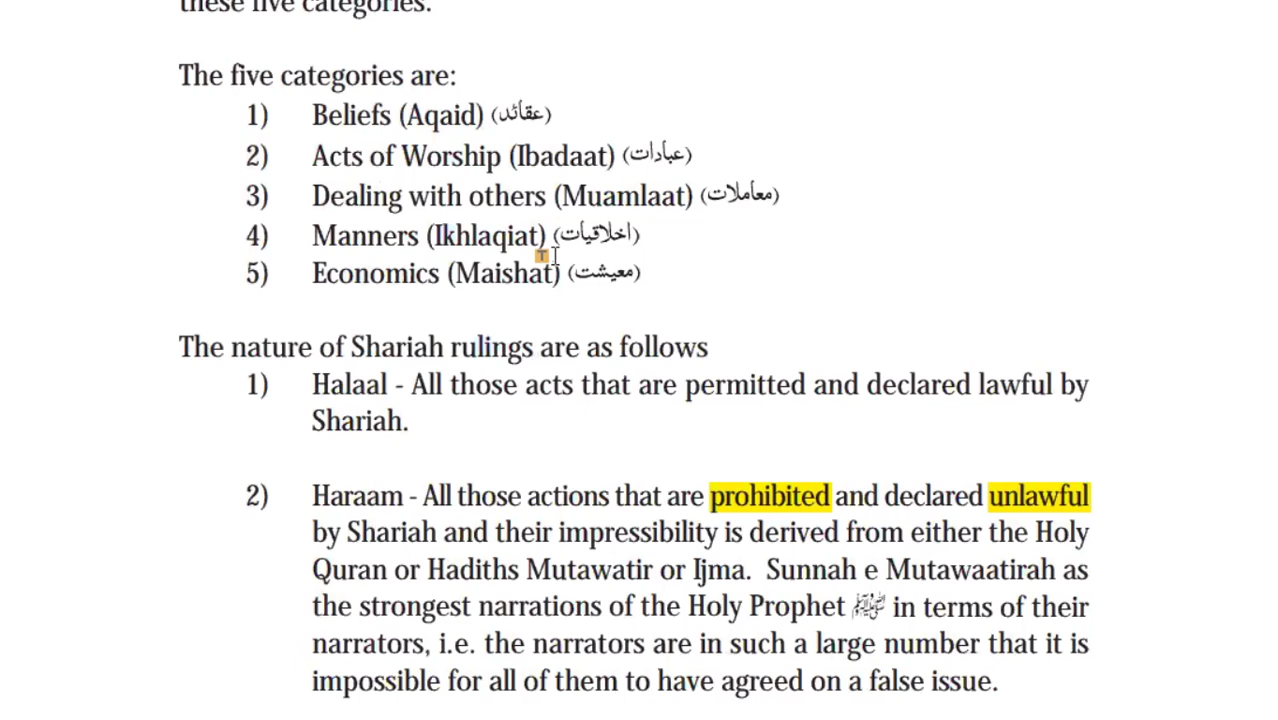 these five categories.
The five categories are:
1) Beliefs (Aqaid) (عقائد)
2) Acts of Worship (Ibadaat) (عبادات)
3) Dealing with others (Muamlaat) (معاملات)
4) Manners (Ikhlaqiat) (اخلاقیات)
5) Economics (Maishat) (معیشت)
The nature of Shariah rulings are as follows
1) Halaal - All those acts that are permitted and declared lawful by
Shariah.
2) Haraam - All those actions that are prohibited and declared unlawful
by Shariah and their impressibility is derived from either the Holy
Quran or Hadiths Mutawatir or Ijma. Sunnah e Mutawaatirah as
the strongest narrations of the Holy Prophet ﷺ in terms of their
narrators, i.e. the narrators are in such a large number that it is
impossible for all of them to have agreed on a false issue.